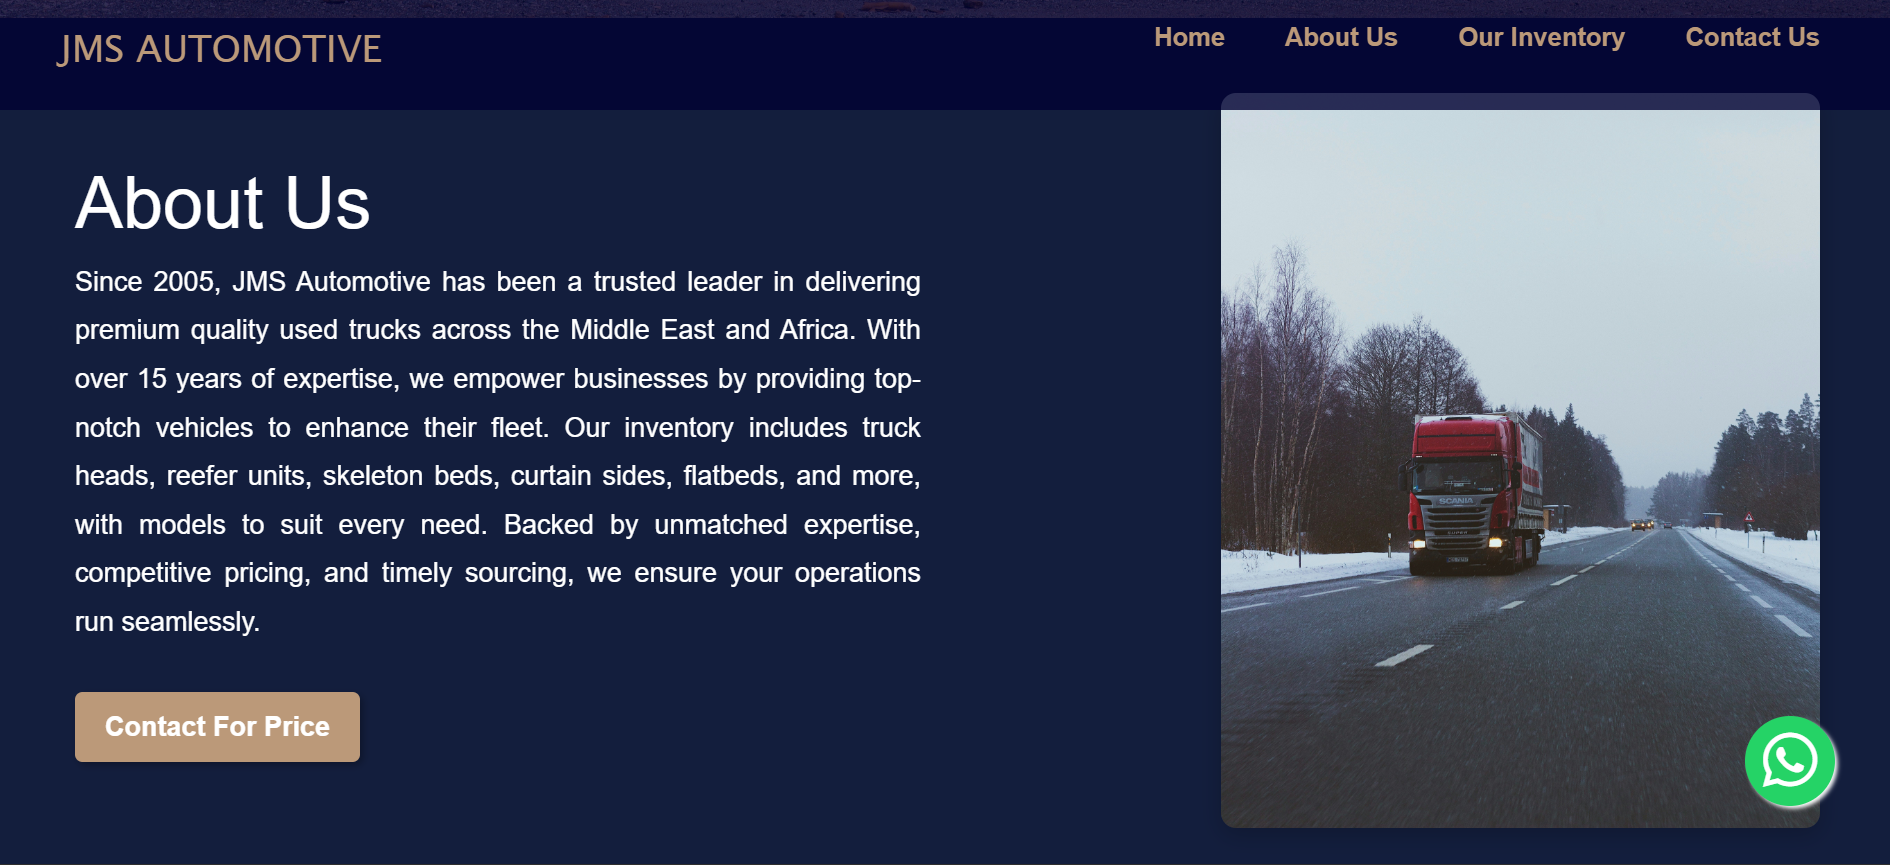 JMS AUTOMOTIVE
Home About Us Our Inventory Contact Us
About Us
Since 2005, JMS Automotive has been a trusted leader in delivering
premium quality used trucks across the Middle East and Africa. With
over 15 years of expertise, we empower businesses by providing top-
notch vehicles to enhance their fleet. Our inventory includes truck
heads, reefer units, skeleton beds, curtain sides, flatbeds, and more,
with models to suit every need. Backed by unmatched expertise,
competitive pricing, and timely sourcing, we ensure your operations
run seamlessly.
SCANIA
SUPER
Contact For Price